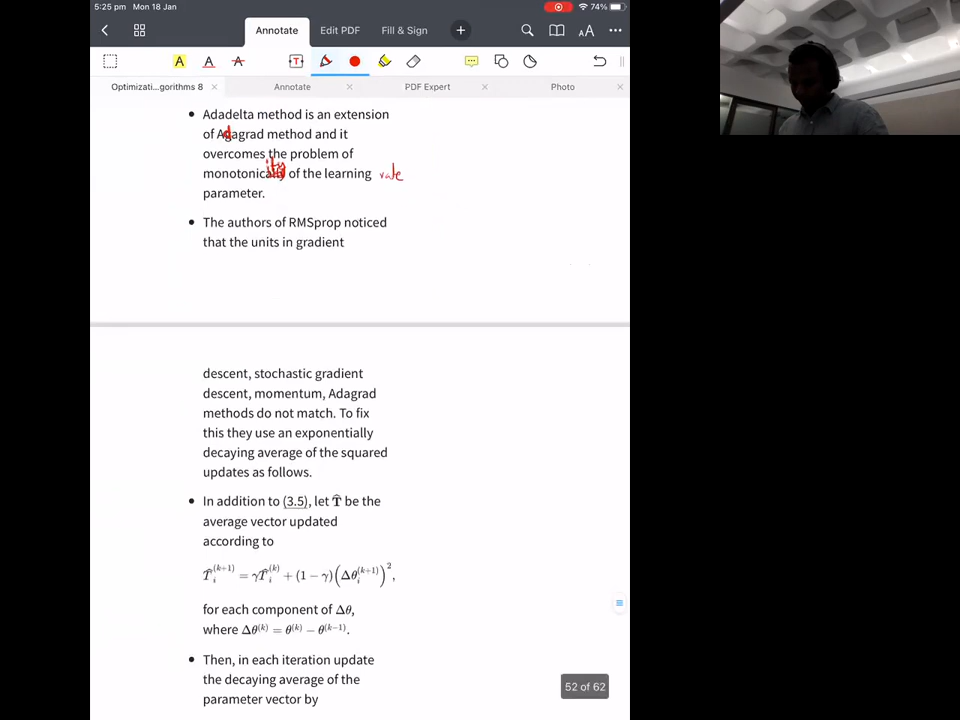 5:25 pm Mon 18 Jan
74%
Annotate
Edit PDF
Fill & Sign
Optimizati...gorithms 8
Annotate
PDF Expert
Photo
• Adadelta method is an extension
of Adagrad method and it
overcomes the problem of
of the learning rate
parameter.
• The authors of RMSprop noticed
that the units in gradient
descent, stochastic gradient
descent, momentum, Adagrad
methods do not match. To fix
this they use an exponentially
decaying average of the squared
updates as follows.
• In addition to (3.5), let T̂ be the
average vector updated
according to
T̂ᵢ⁽ᵏ⁺¹⁾ = γT̂ᵢ⁽ᵏ⁾ + (1 − γ)(Δθᵢ⁽ᵏ⁺¹⁾)²,
for each component of Δθ,
where Δθ⁽ᵏ⁾ = θ⁽ᵏ⁾ − θ⁽ᵏ⁻¹⁾.
• Then, in each iteration update
the decaying average of the
parameter vector by
52 of 62